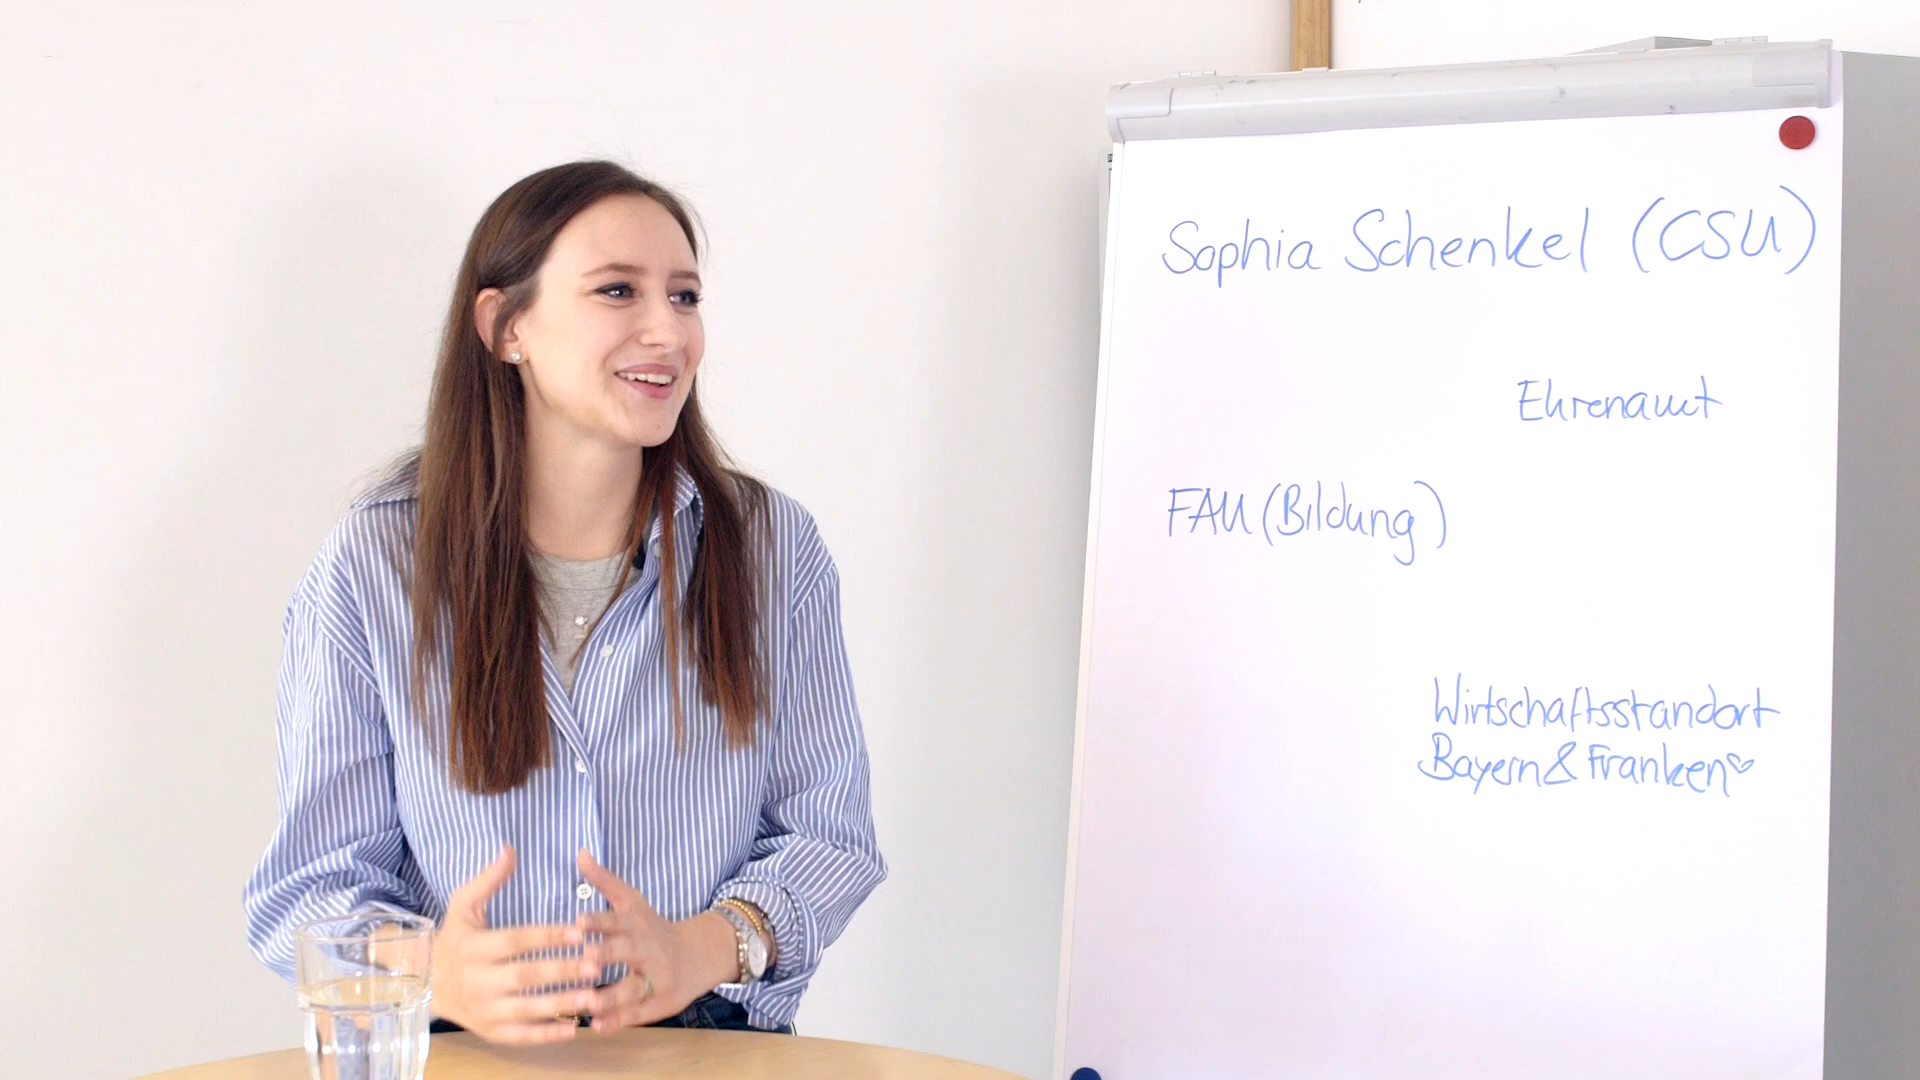 Sophia Schenkel (CSU)
Ehrenamt
FAU (Bildung)
Wirtschaftsstandort
Bayern & Franken♡